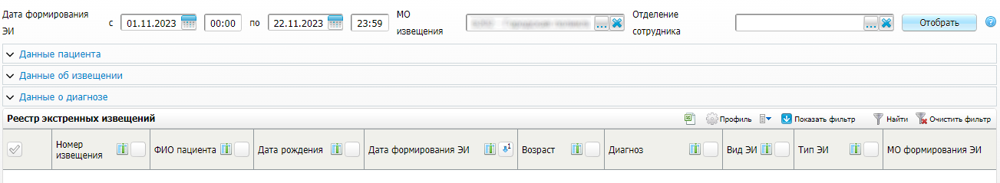 Дата формирования ЭИ с 01.11.2023 00:00 по 22.11.2023 23:59 МО извещения ... Отделение сотрудника ... Отобрать ?
Данные пациента
Данные об извещении
Данные о диагнозе
Реестр экстренных извещений Профиль Показать фильтр Найти Очистить фильтр
Номер извещения ФИО пациента Дата рождения Дата формирования ЭИ 1 Возраст Диагноз Вид ЭИ Тип ЭИ МО формирования ЭИ